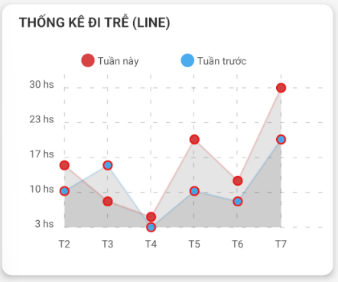 THỐNG KÊ ĐI TRỄ (LINE)
Tuần này Tuần trước
30 hs
23 hs
17 hs
10 hs
3 hs
T2 T3 T4 T5 T6 T7